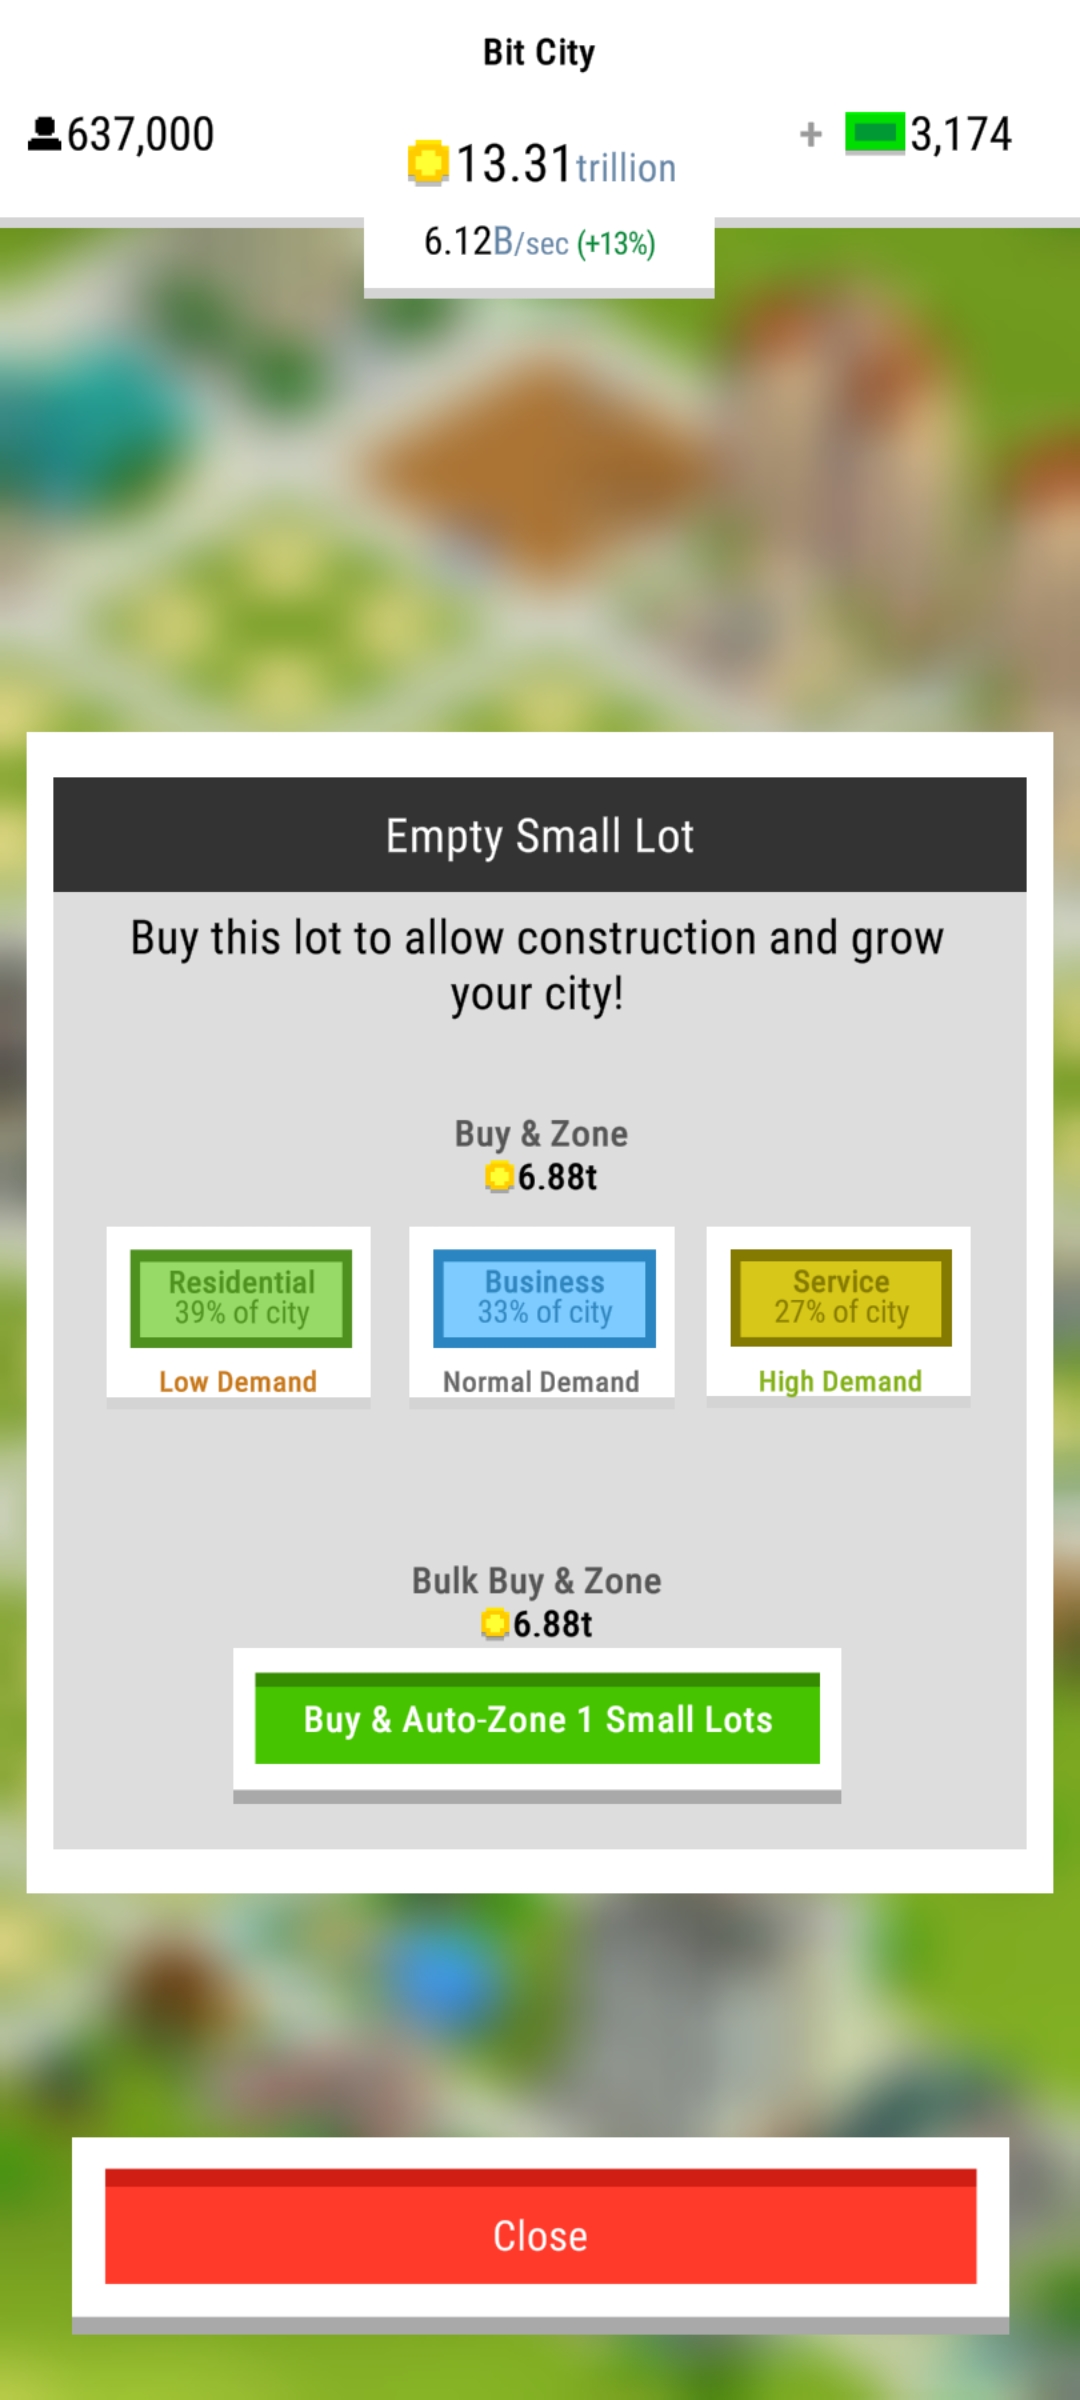 Bit City
637,000
13.31trillion
+ 3,174
6.12B/sec (+13%)
Empty Small Lot
Buy this lot to allow construction and grow
your city!
Buy & Zone
6.88t
Residential
39% of city
Low Demand
Business
33% of city
Normal Demand
Service
27% of city
High Demand
Bulk Buy & Zone
6.88t
Buy & Auto-Zone 1 Small Lots
Close